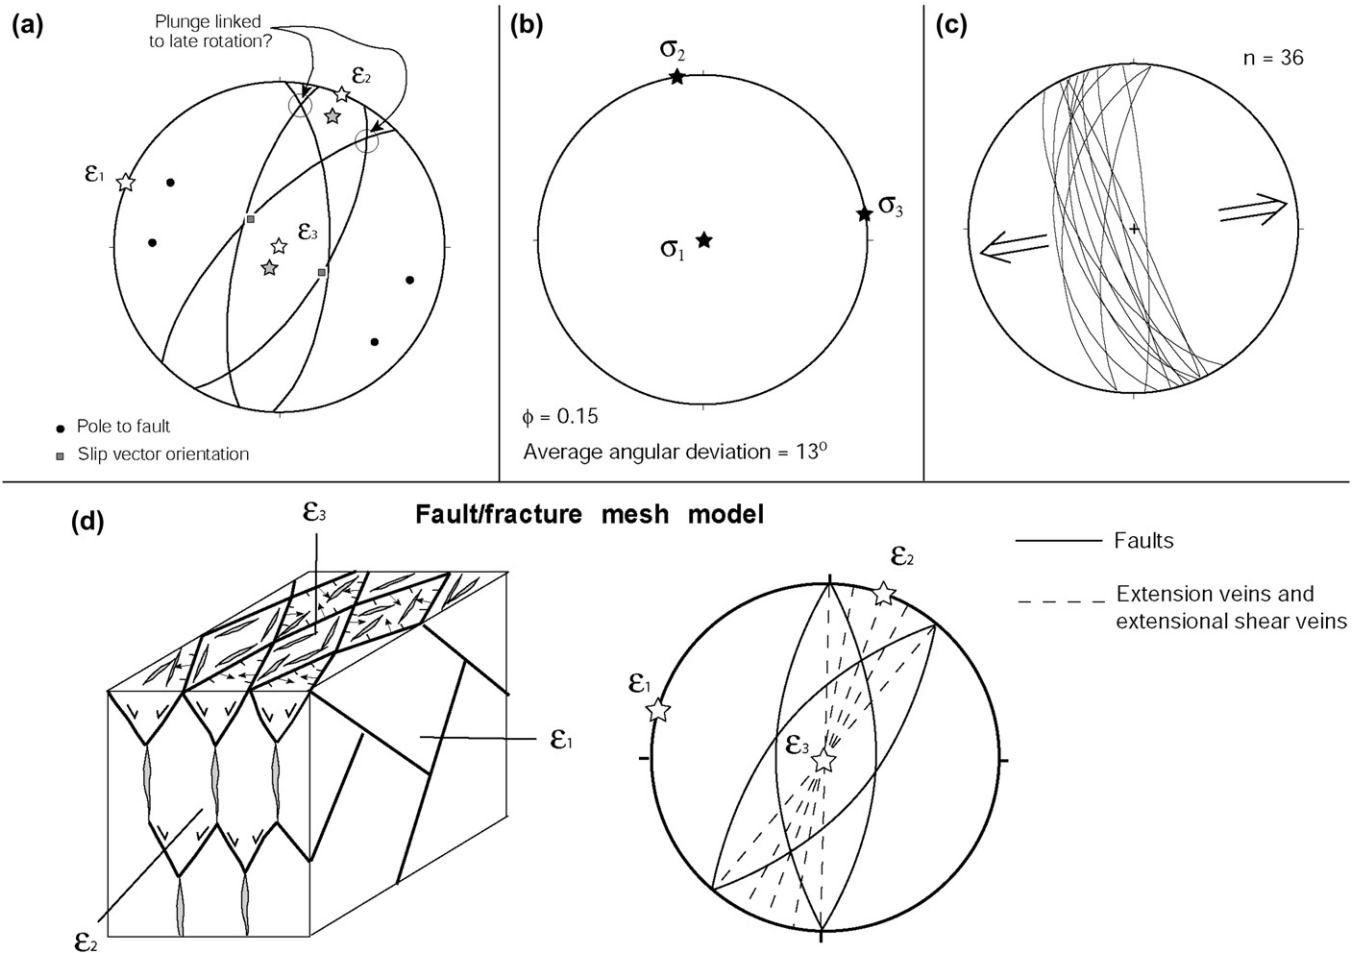 (a)
Plunge linked
to late rotation?
ε2
ε1
ε3
Pole to fault
Slip vector orientation
(b)
σ2
σ3
σ1
ϕ = 0.15
Average angular deviation = 13⁰
(c)
n = 36
(d)
Fault/fracture mesh model
ε3
ε1
ε2
ε2
ε1
ε3
Faults
Extension veins and
extensional shear veins